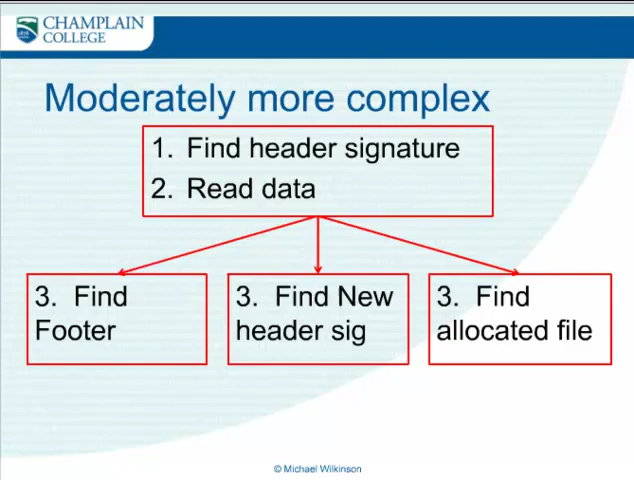 CHAMPLAIN
COLLEGE
Moderately more complex
1. Find header signature
2. Read data
3. Find
Footer
3. Find New
header sig
3. Find
allocated file
© Michael Wilkinson